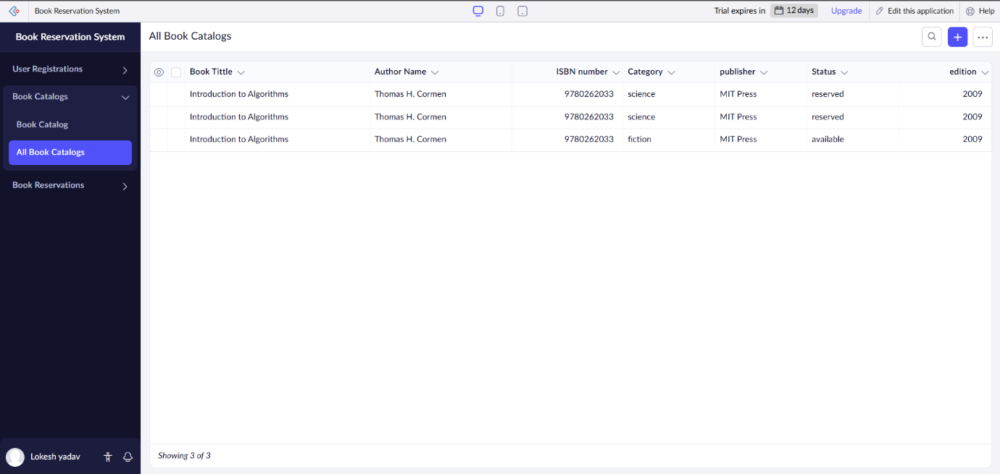 Book Reservation System
Trial expires in 12 days Upgrade Edit this application Help
Book Reservation System
User Registrations
Book Catalogs
Book Catalog
All Book Catalogs
Book Reservations
Lokesh yadav
All Book Catalogs
Book Tittle Author Name ISBN number Category publisher Status edition
Introduction to Algorithms Thomas H. Cormen 9780262033 science MIT Press reserved 2009
Introduction to Algorithms Thomas H. Cormen 9780262033 science MIT Press reserved 2009
Introduction to Algorithms Thomas H. Cormen 9780262033 fiction MIT Press available 2009
Showing 3 of 3